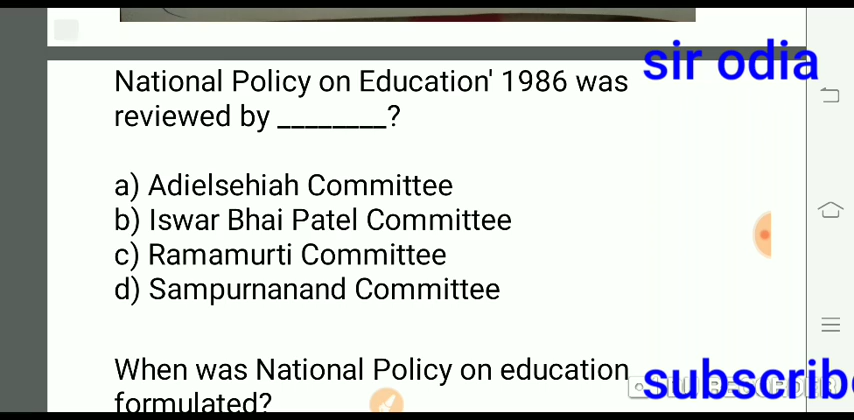 sir odia
National Policy on Education' 1986 was
reviewed by ________?
a) Adielsehiah Committee
b) Iswar Bhai Patel Committee
c) Ramamurti Committee
d) Sampurnanand Committee
When was National Policy on education
formulated?
subscrib